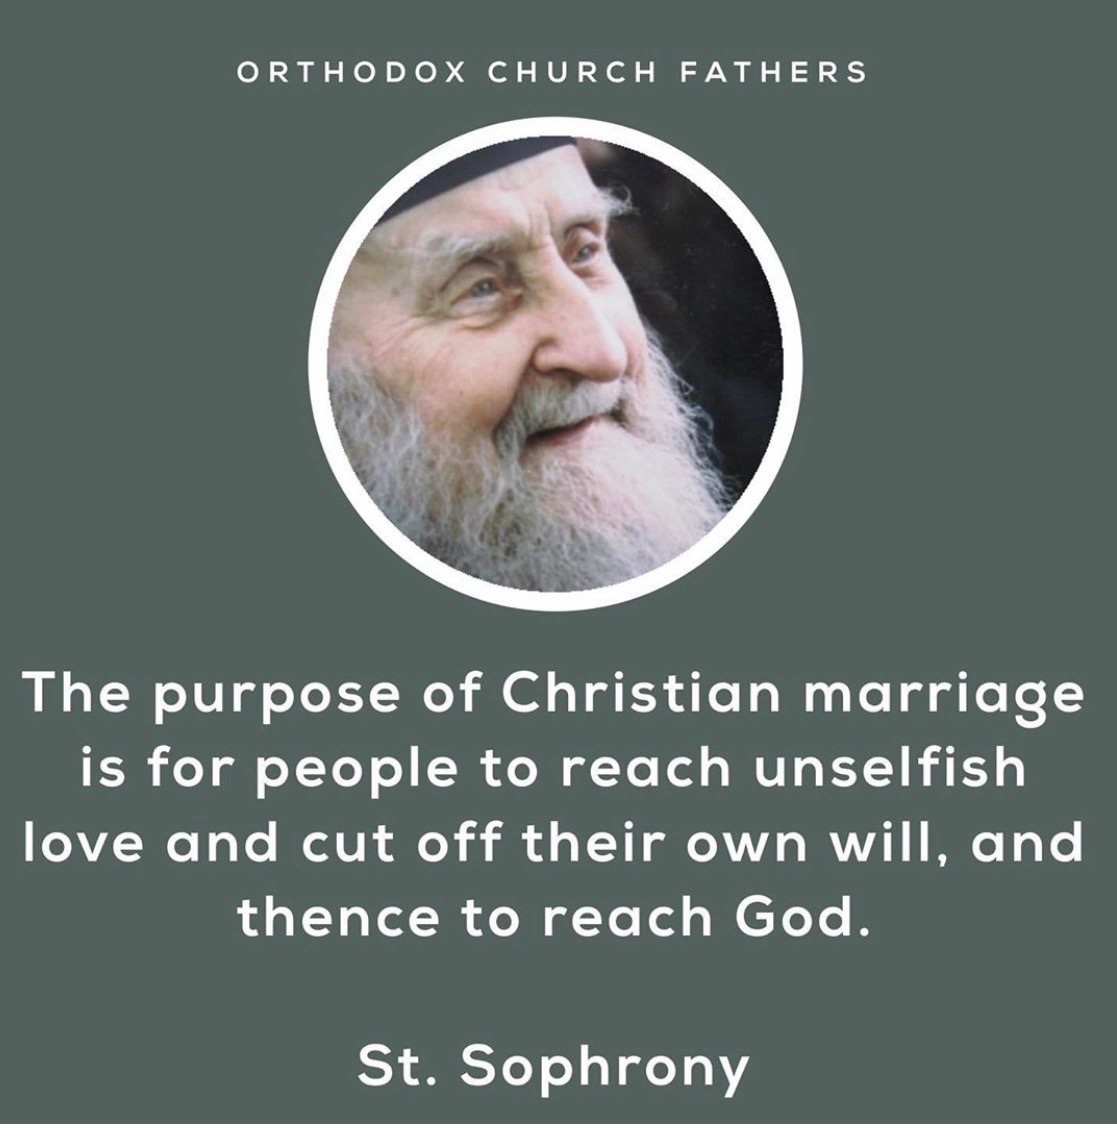 ORTHODOX CHURCH FATHERS
The purpose of Christian marriage
is for people to reach unselfish
love and cut off their own will, and
thence to reach God.
St. Sophrony